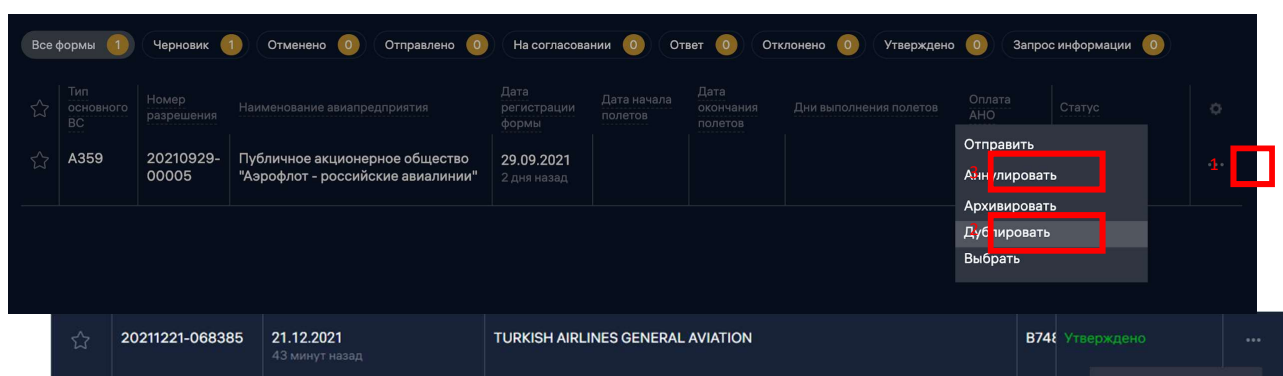 Все формы 1 Черновик 1 Отменено 0 Отправлено 0 На согласовании 0 Ответ 0 Отклонено 0 Утверждено 0 Запрос информации 0
Тип основного ВС
Номер разрешения
Наименование авиапредприятия
Дата регистрации формы
Дата начала полетов
Дата окончания полетов
Дни выполнения полетов
Оплата АНО
Статус
A359
20210929-00005
Публичное акционерное общество
"Аэрофлот - российские авиалинии"
29.09.2021
2 дня назад
Отправить
Аннулировать
Архивировать
Дублировать
Выбрать
1
20211221-068385 21.12.2021 TURKISH AIRLINES GENERAL AVIATION B748 Утверждено
43 минут назад